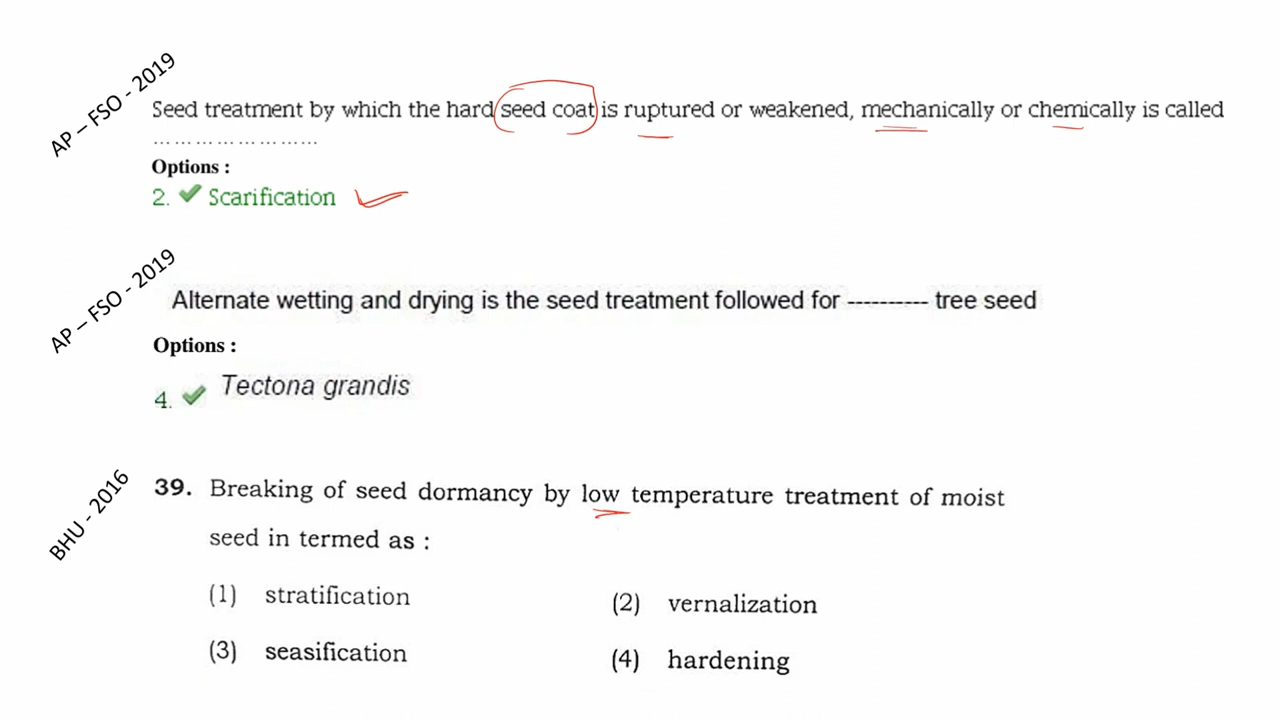 AP – FSO - 2019
Seed treatment by which the hard seed coat is ruptured or weakened, mechanically or chemically is called
........................
Options :
2. ✔ Scarification
AP – FSO - 2019
Alternate wetting and drying is the seed treatment followed for ---------- tree seed
Options :
4. ✔ Tectona grandis
BHU - 2016
39. Breaking of seed dormancy by low temperature treatment of moist
seed in termed as :
(1) stratification (2) vernalization
(3) seasification (4) hardening